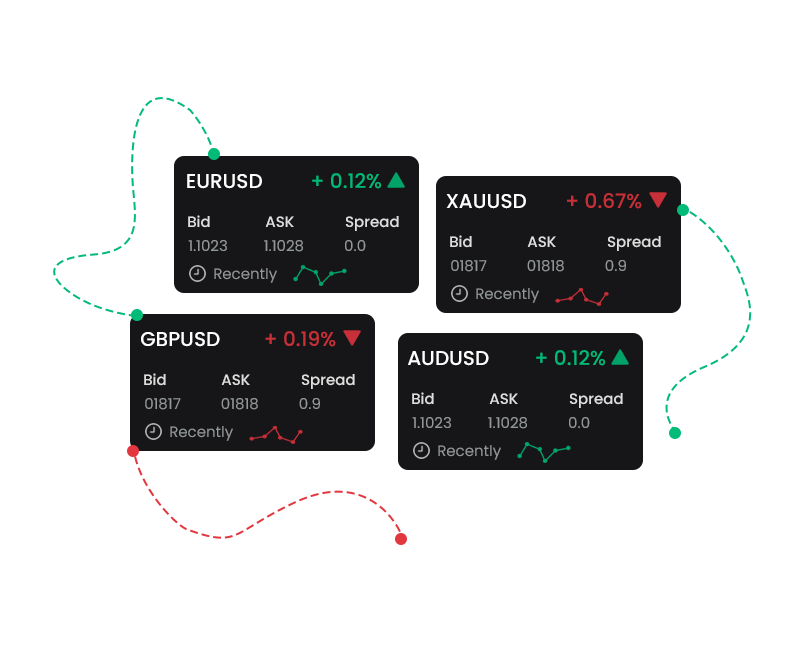 EURUSD + 0.12%
Bid ASK Spread
1.1023 1.1028 0.0
Recently
XAUUSD + 0.67%
Bid ASK Spread
01817 01818 0.9
Recently
GBPUSD + 0.19%
Bid ASK Spread
01817 01818 0.9
Recently
AUDUSD + 0.12%
Bid ASK Spread
1.1023 1.1028 0.0
Recently